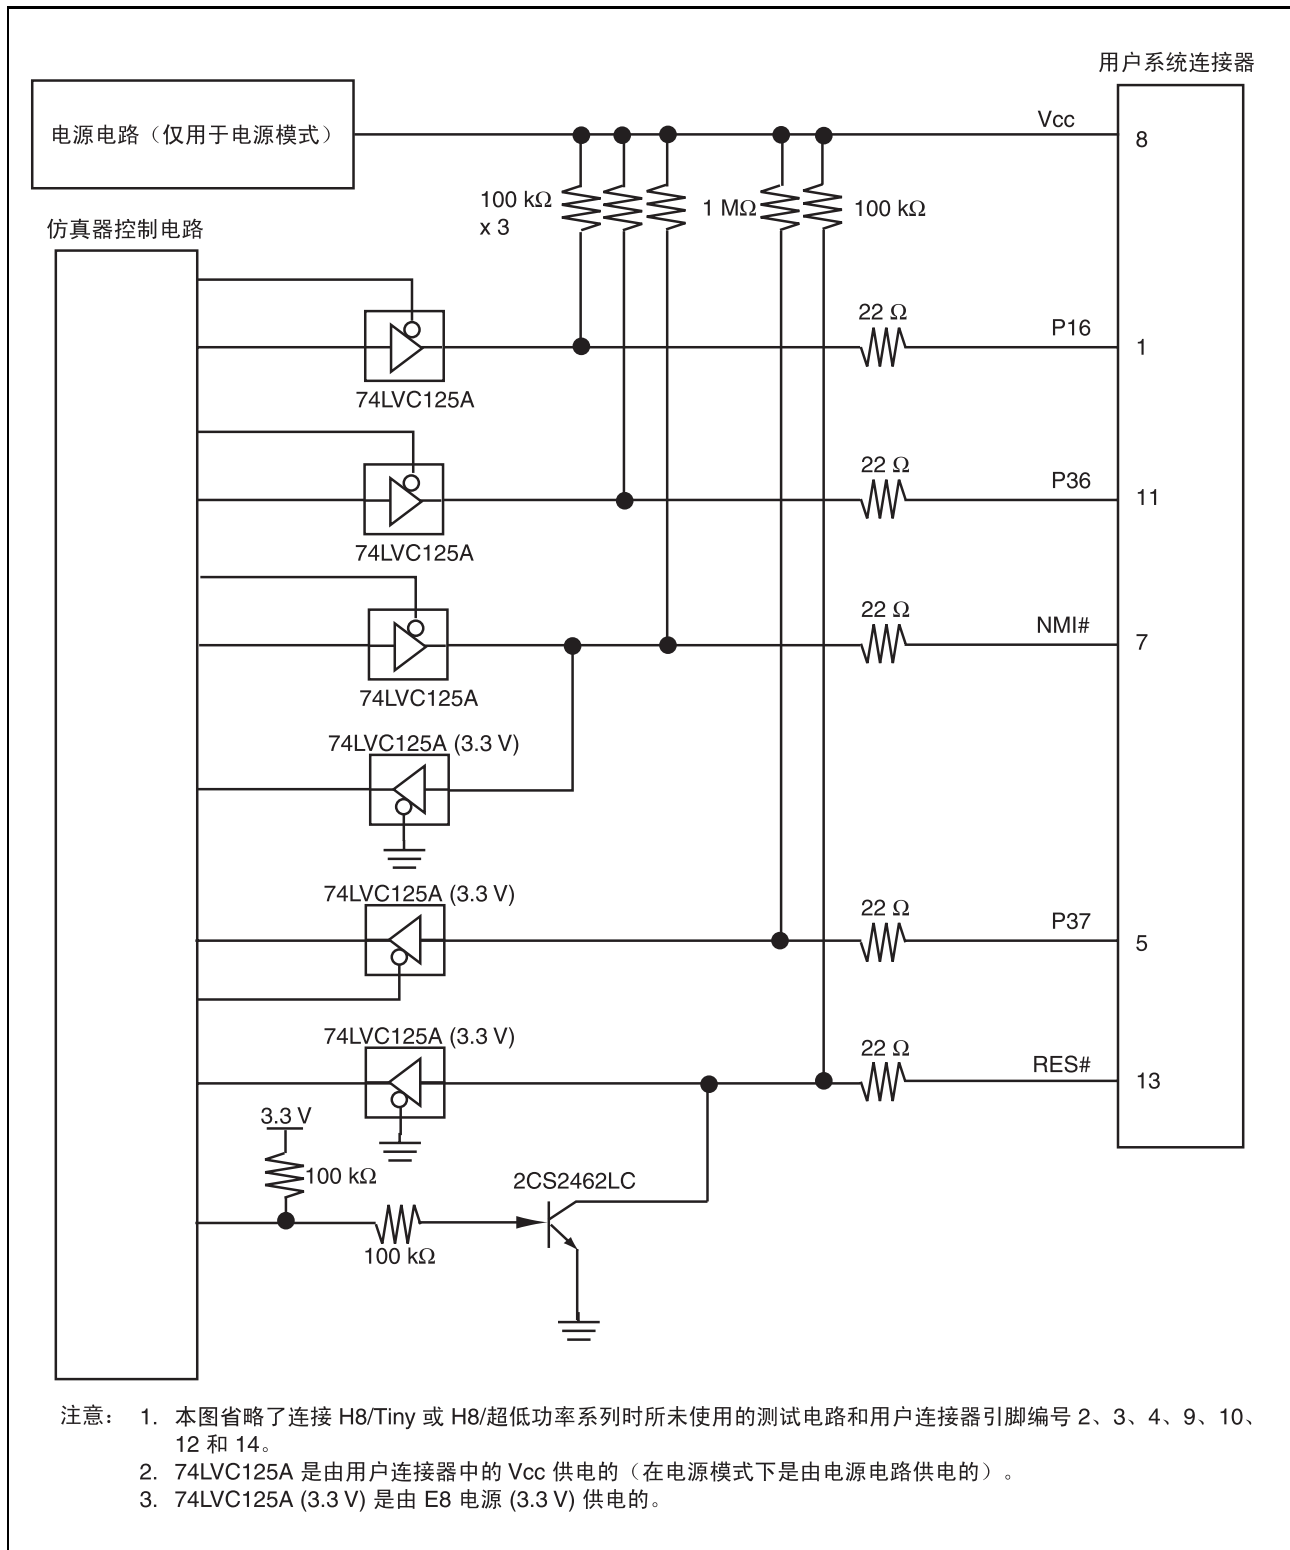 用户系统连接器
电源电路（仅用于电源模式）
Vcc
8
100 kΩ
x 3
1 MΩ
100 kΩ
仿真器控制电路
22 Ω
P16
1
74LVC125A
22 Ω
P36
11
74LVC125A
22 Ω
NMI#
7
74LVC125A
74LVC125A (3.3 V)
74LVC125A (3.3 V)
22 Ω
P37
5
74LVC125A (3.3 V)
22 Ω
RES#
13
3.3 V
100 kΩ
2CS2462LC
100 kΩ
注意： 1. 本图省略了连接 H8/Tiny 或 H8/超低功率系列时所未使用的测试电路和用户连接器引脚编号 2、3、4、9、10、
12 和 14。
2. 74LVC125A 是由用户连接器中的 Vcc 供电的（在电源模式下是由电源电路供电的）。
3. 74LVC125A (3.3 V) 是由 E8 电源 (3.3 V) 供电的。